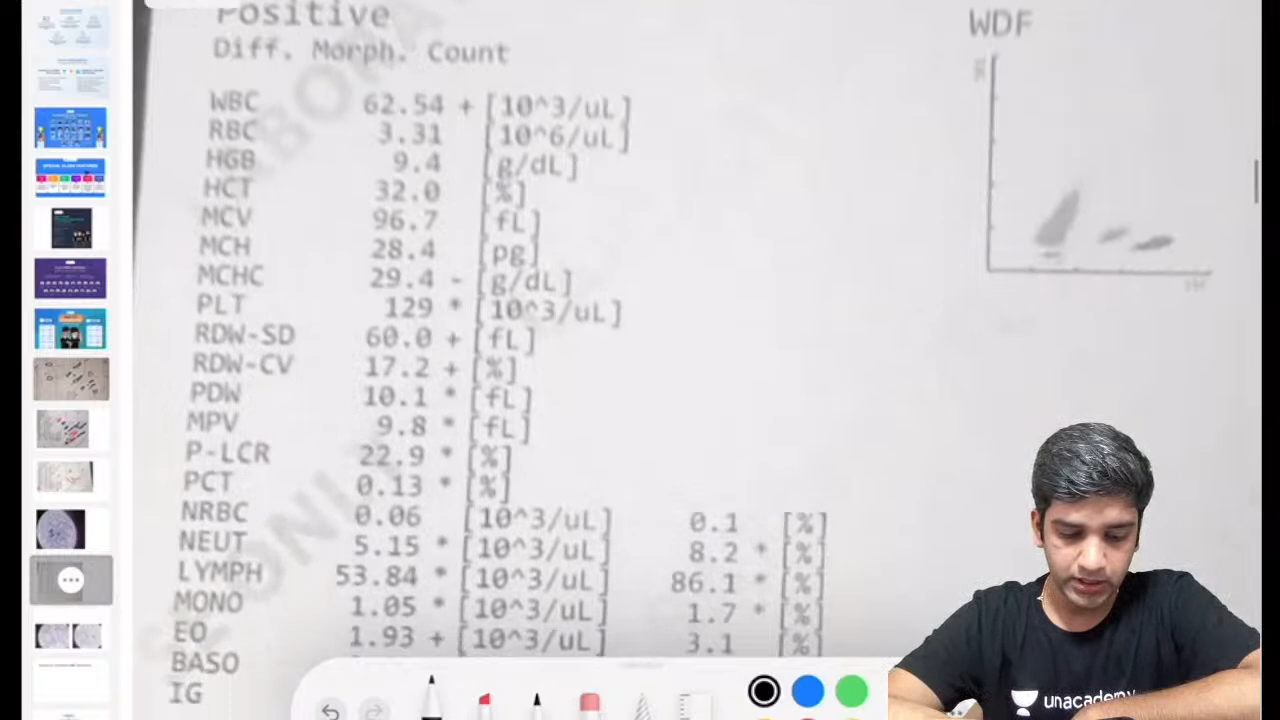 Positive
Diff. Morph. Count
WDF
WBC 62.54 + [10^3/uL]
RBC 3.31 [10^6/uL]
HGB 9.4 [g/dL]
HCT 32.0 [%]
MCV 96.7 [fL]
MCH 28.4 [pg]
MCHC 29.4 - [g/dL]
PLT 129 * [10^3/uL]
RDW-SD 60.0 + [fL]
RDW-CV 17.2 + [%]
PDW 10.1 * [fL]
MPV 9.8 * [fL]
P-LCR 22.9 * [%]
PCT 0.13 * [%]
NRBC 0.06 [10^3/uL] 0.1 [%]
NEUT 5.15 * [10^3/uL] 8.2 * [%]
LYMPH 53.84 * [10^3/uL] 86.1 * [%]
MONO 1.05 * [10^3/uL] 1.7 * [%]
EO 1.93 + [10^3/uL] 3.1 [%]
BASO
IG
unacademy